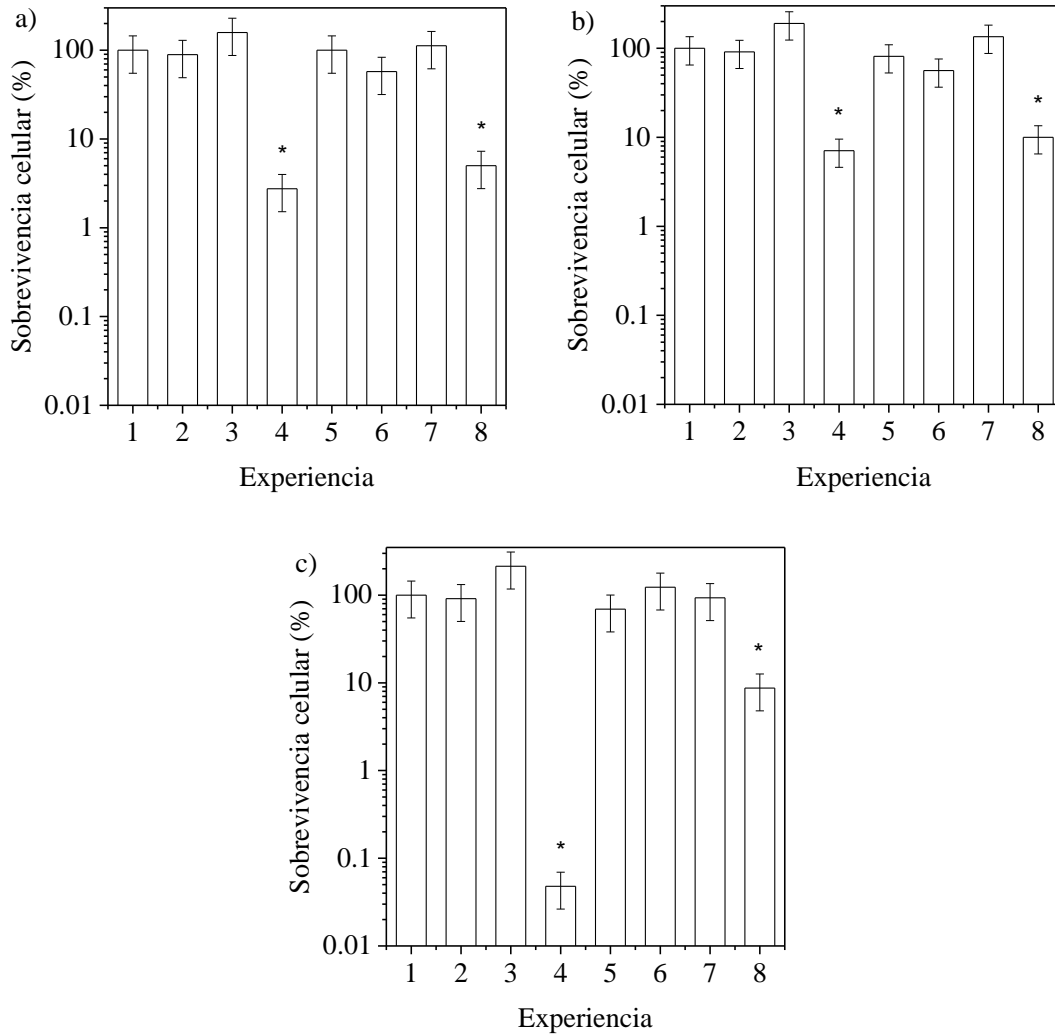 a)
Sobrevivencia celular (%)
100
10
1
0.1
0.01
*
*
1 2 3 4 5 6 7 8
Experiencia
b)
Sobrevivencia celular (%)
100
10
1
0.1
0.01
*
*
1 2 3 4 5 6 7 8
Experiencia
c)
Sobrevivencia celular (%)
100
10
1
0.1
0.01
*
*
1 2 3 4 5 6 7 8
Experiencia